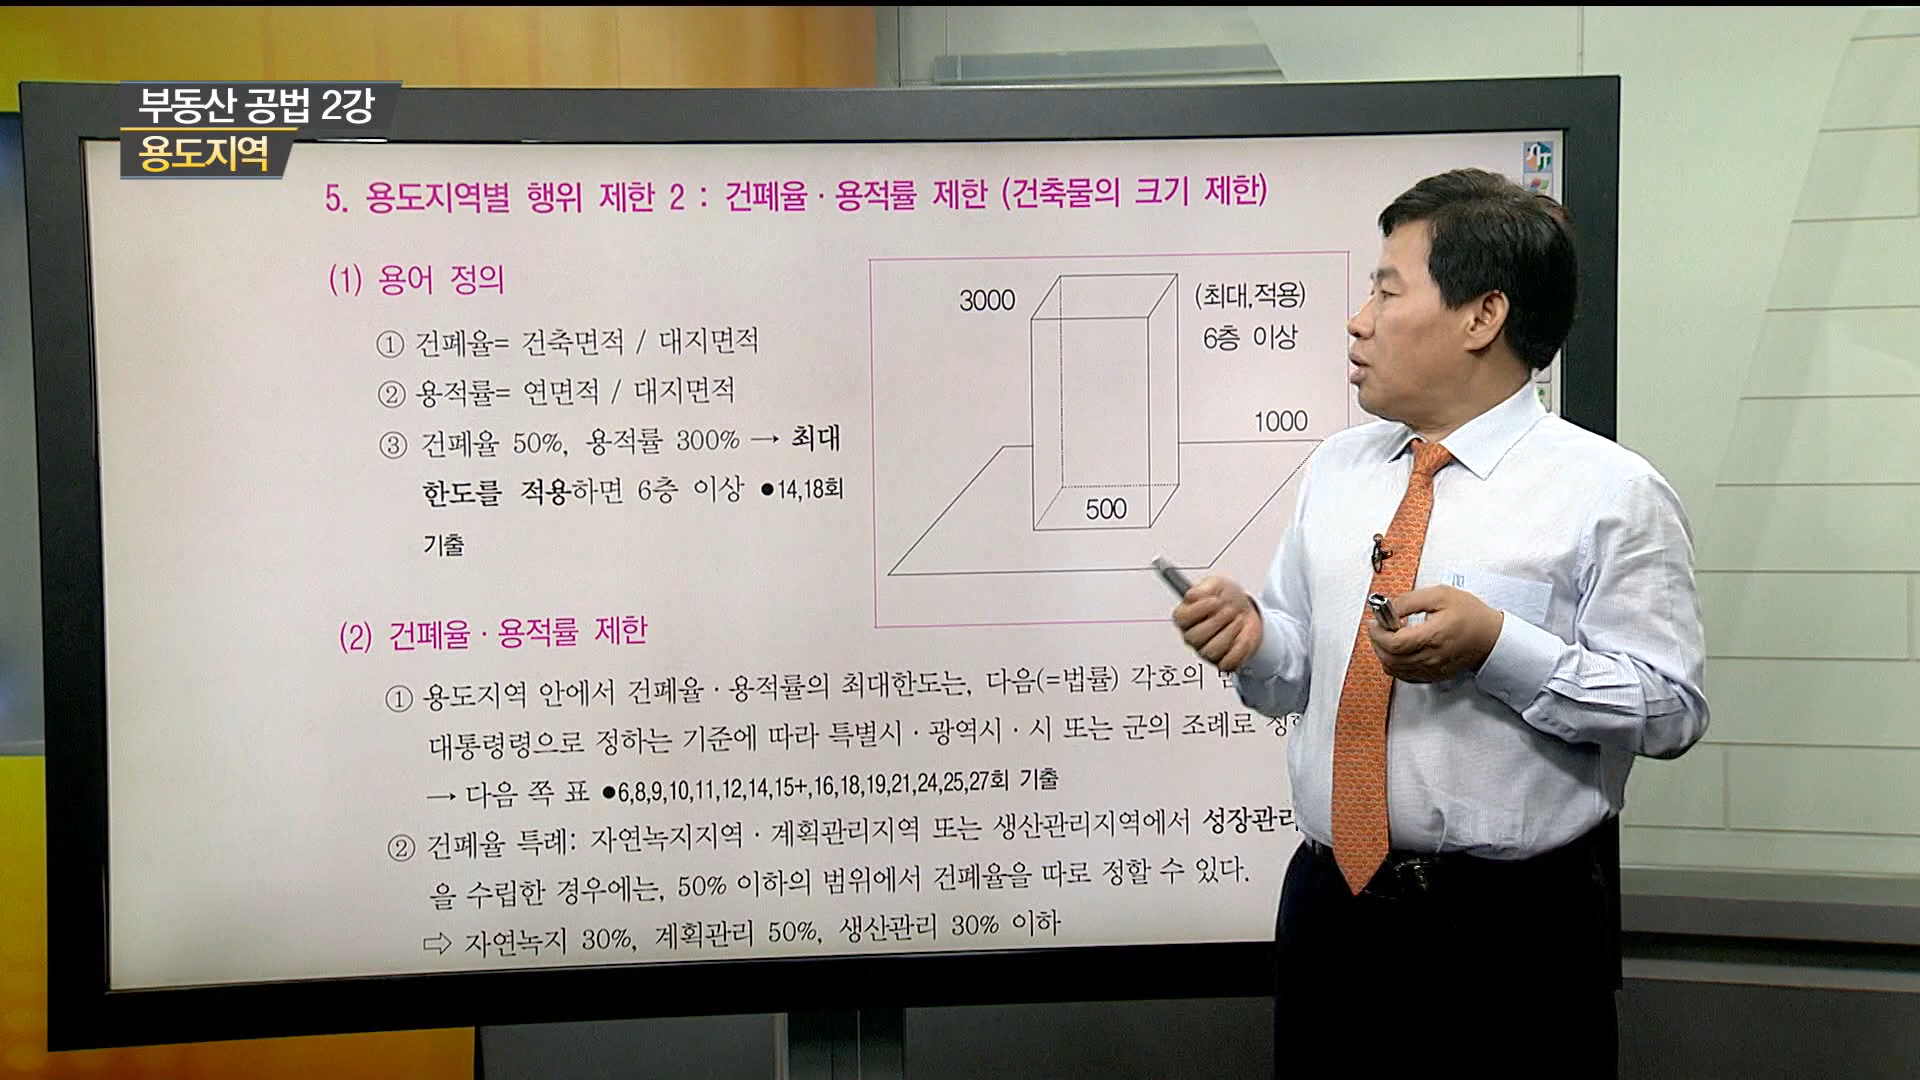 부동산 공법 2강
용도지역
5. 용도지역별 행위 제한 2 : 건폐율·용적률 제한 (건축물의 크기 제한)
(1) 용어 정의
① 건폐율= 건축면적 / 대지면적
② 용적률= 연면적 / 대지면적
③ 건폐율 50%, 용적률 300% → 최대
한도를 적용하면 6층 이상 ●14,18회
기출
3000
(최대,적용)
6층 이상
1000
500
(2) 건폐율·용적률 제한
① 용도지역 안에서 건폐율·용적률의 최대한도는, 다음(=법률) 각호의
대통령령으로 정하는 기준에 따라 특별시·광역시·시 또는 군의 조례로
→ 다음 쪽 표 ●6,8,9,10,11,12,14,15+,16,18,19,21,24,25,27회 기출
② 건폐율 특례: 자연녹지지역·계획관리지역 또는 생산관리지역에서 성장관리
을 수립한 경우에는, 50% 이하의 범위에서 건폐율을 따로 정할 수 있다.
⇨ 자연녹지 30%, 계획관리 50%, 생산관리 30% 이하